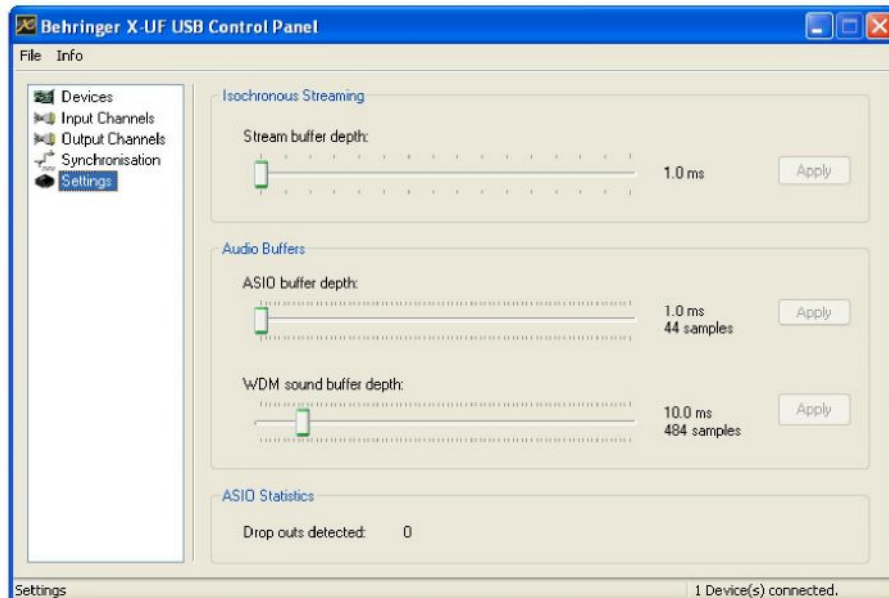 Behringer X-UF USB Control Panel
File Info
Devices
Input Channels
Output Channels
Synchronisation
Settings
Isochronous Streaming
Stream buffer depth:
1.0 ms
Apply
Audio Buffers
ASIO buffer depth:
1.0 ms
44 samples
Apply
WDM sound buffer depth:
10.0 ms
484 samples
Apply
ASIO Statistics
Drop outs detected: 0
Settings
1 Device(s) connected.